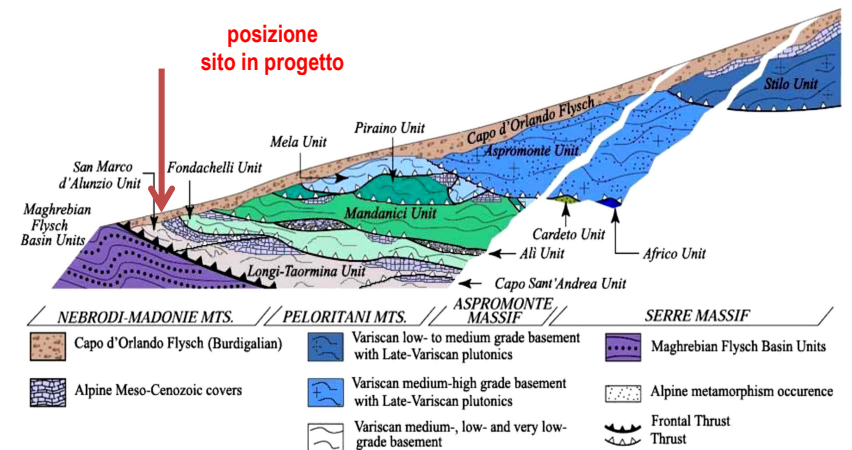 posizione
sito in progetto
Stilo Unit
Capo d'Orlando Flysch
Piraino Unit
Aspromonte Unit
Mela Unit
San Marco
d'Alunzio Unit
Fondachelli Unit
Maghrebian
Flysch
Basin Units
Mandanici Unit
Cardeto Unit
Alì Unit
Africo Unit
Longi-Taormina Unit
Capo Sant'Andrea Unit
NEBRODI-MADONIE MTS.
PELORITANI MTS.
ASPROMONTE
MASSIF
SERRE MASSIF
Capo d'Orlando Flysch (Burdigalian)
Alpine Meso-Cenozoic covers
Variscan low- to medium grade basement
with Late-Variscan plutonics
Variscan medium-high grade basement
with Late-Variscan plutonics
Variscan medium-, low- and very low-
grade basement
Maghrebian Flysch Basin Units
Alpine metamorphism occurence
Frontal Thrust
Thrust